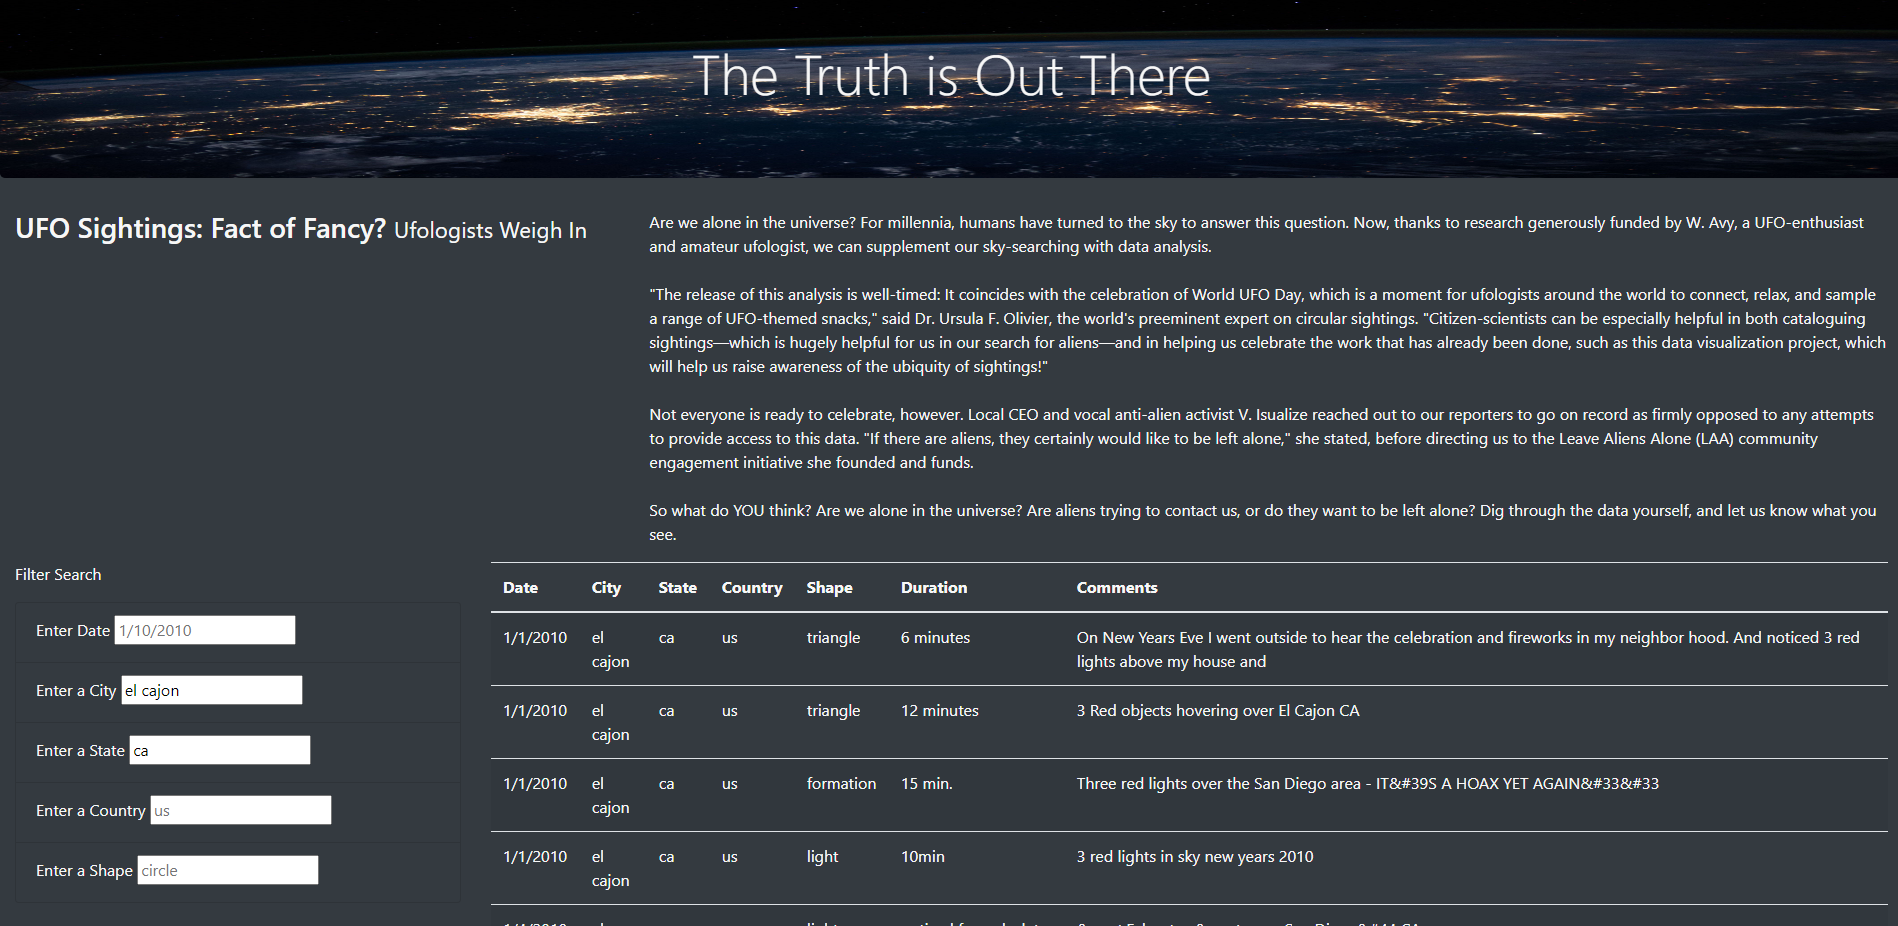 The Truth is Out There
UFO Sightings: Fact of Fancy? Ufologists Weigh In
Are we alone in the universe? For millennia, humans have turned to the sky to answer this question. Now, thanks to research generously funded by W. Avy, a UFO-enthusiast
and amateur ufologist, we can supplement our sky-searching with data analysis.
"The release of this analysis is well-timed: It coincides with the celebration of World UFO Day, which is a moment for ufologists around the world to connect, relax, and sample
a range of UFO-themed snacks," said Dr. Ursula F. Olivier, the world's preeminent expert on circular sightings. "Citizen-scientists can be especially helpful in both cataloguing
sightings—which is hugely helpful for us in our search for aliens—and in helping us celebrate the work that has already been done, such as this data visualization project, which
will help us raise awareness of the ubiquity of sightings!"
Not everyone is ready to celebrate, however. Local CEO and vocal anti-alien activist V. Isualize reached out to our reporters to go on record as firmly opposed to any attempts
to provide access to this data. "If there are aliens, they certainly would like to be left alone," she stated, before directing us to the Leave Aliens Alone (LAA) community
engagement initiative she founded and funds.
So what do YOU think? Are we alone in the universe? Are aliens trying to contact us, or do they want to be left alone? Dig through the data yourself, and let us know what you
see.
Filter Search
Enter Date 1/10/2010
Enter a City el cajon
Enter a State ca
Enter a Country us
Enter a Shape circle
Date City State Country Shape Duration Comments
1/1/2010 el ca us triangle 6 minutes On New Years Eve I went outside to hear the celebration and fireworks in my neighbor hood. And noticed 3 red
cajon lights above my house and
1/1/2010 el ca us triangle 12 minutes 3 Red objects hovering over El Cajon CA
cajon
1/1/2010 el ca us formation 15 min. Three red lights over the San Diego area - IT&#39S A HOAX YET AGAIN&#33&#33
cajon
1/1/2010 el ca us light 10min 3 red lights in sky new years 2010
cajon